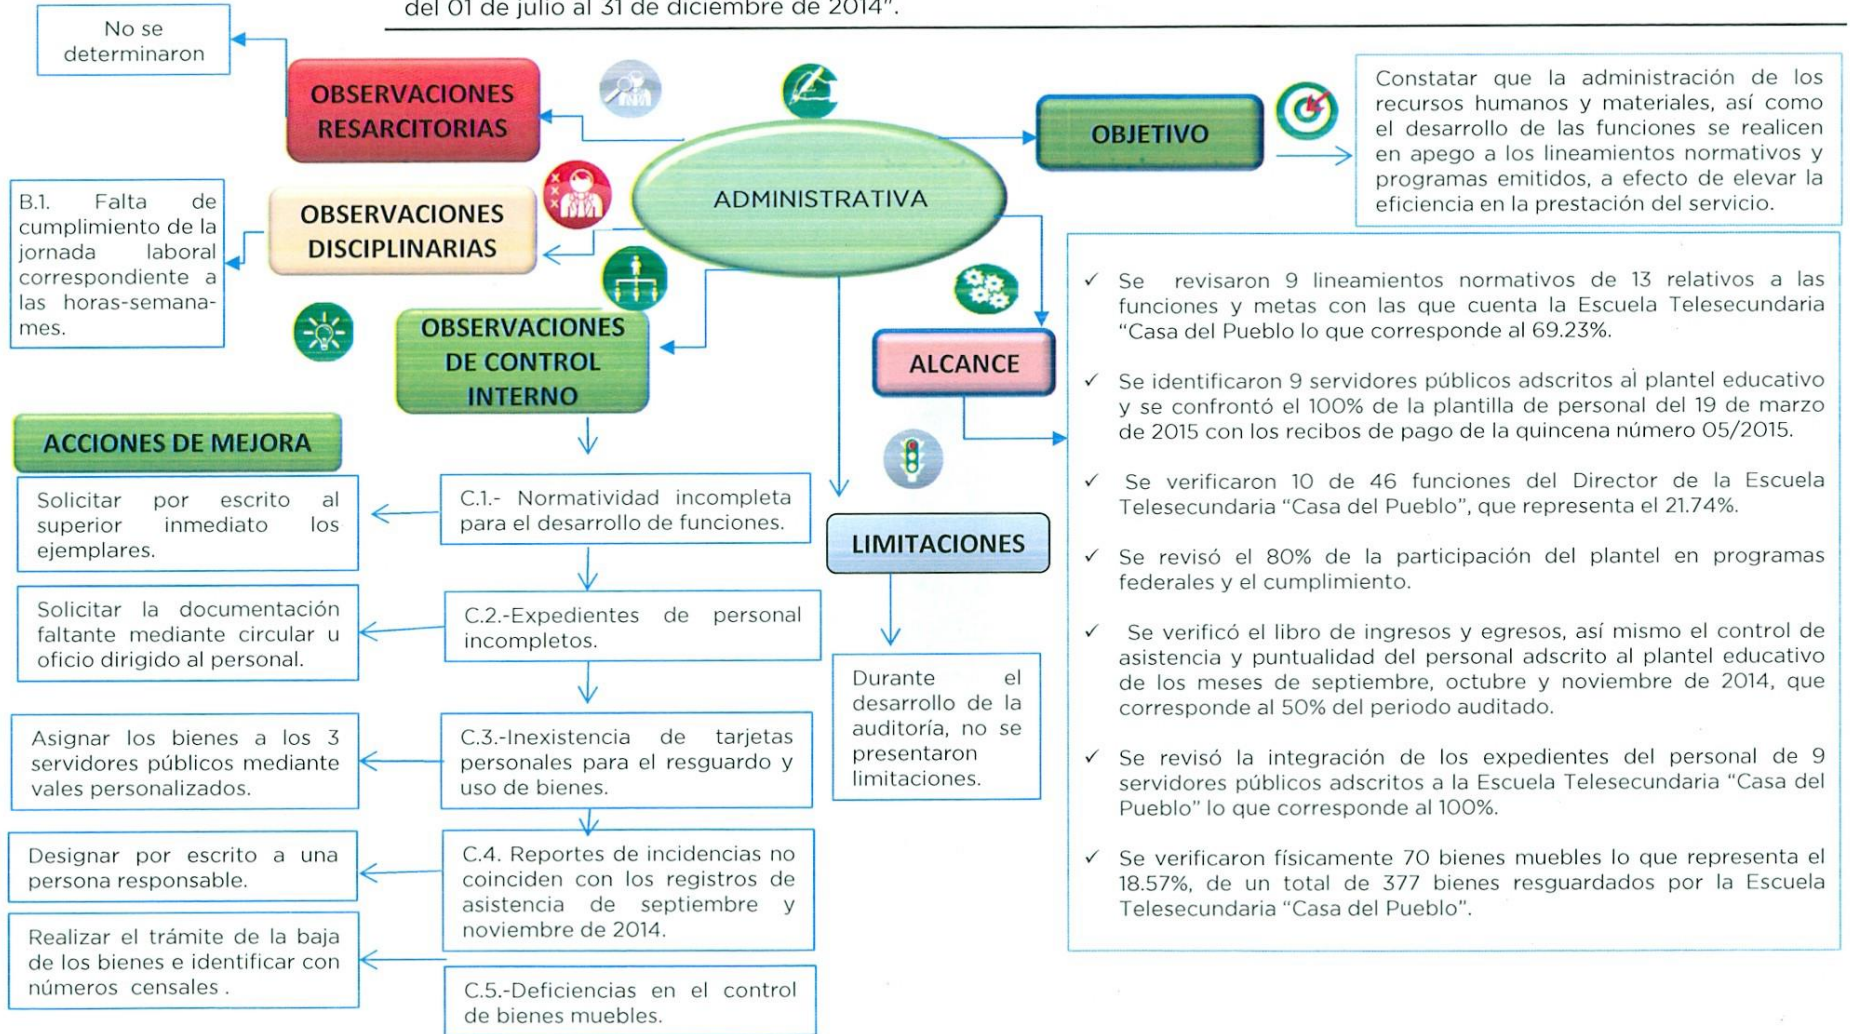 del 01 de julio al 31 de diciembre de 2014".
No se
determinaron
OBSERVACIONES
RESARCITORIAS
B.1. Falta de
cumplimiento de la
jornada laboral
correspondiente a
las horas-semana-
mes.
OBSERVACIONES
DISCIPLINARIAS
ADMINISTRATIVA
OBJETIVO
Constatar que la administración de los
recursos humanos y materiales, así como
el desarrollo de las funciones se realicen
en apego a los lineamientos normativos y
programas emitidos, a efecto de elevar la
eficiencia en la prestación del servicio.
OBSERVACIONES
DE CONTROL
INTERNO
ALCANCE
✓ Se revisaron 9 lineamientos normativos de 13 relativos a las
funciones y metas con las que cuenta la Escuela Telesecundaria
"Casa del Pueblo lo que corresponde al 69.23%.
✓ Se identificaron 9 servidores públicos adscritos al plantel educativo
y se confrontó el 100% de la plantilla de personal del 19 de marzo
de 2015 con los recibos de pago de la quincena número 05/2015.
✓ Se verificaron 10 de 46 funciones del Director de la Escuela
Telesecundaria "Casa del Pueblo", que representa el 21.74%.
✓ Se revisó el 80% de la participación del plantel en programas
federales y el cumplimiento.
✓ Se verificó el libro de ingresos y egresos, así mismo el control de
asistencia y puntualidad del personal adscrito al plantel educativo
de los meses de septiembre, octubre y noviembre de 2014, que
corresponde al 50% del periodo auditado.
✓ Se revisó la integración de los expedientes del personal de 9
servidores públicos adscritos a la Escuela Telesecundaria "Casa del
Pueblo" lo que corresponde al 100%.
✓ Se verificaron físicamente 70 bienes muebles lo que representa el
18.57%, de un total de 377 bienes resguardados por la Escuela
Telesecundaria "Casa del Pueblo".
ACCIONES DE MEJORA
Solicitar por escrito al
superior inmediato los
ejemplares.
C.1.- Normatividad incompleta
para el desarrollo de funciones.
LIMITACIONES
Solicitar la documentación
faltante mediante circular u
oficio dirigido al personal.
C.2.-Expedientes de personal
incompletos.
Durante el
desarrollo de la
auditoría, no se
presentaron
limitaciones.
Asignar los bienes a los 3
servidores públicos mediante
vales personalizados.
C.3.-Inexistencia de tarjetas
personales para el resguardo y
uso de bienes.
Designar por escrito a una
persona responsable.
C.4. Reportes de incidencias no
coinciden con los registros de
asistencia de septiembre y
noviembre de 2014.
Realizar el trámite de la baja
de los bienes e identificar con
números censales .
C.5.-Deficiencias en el control
de bienes muebles.